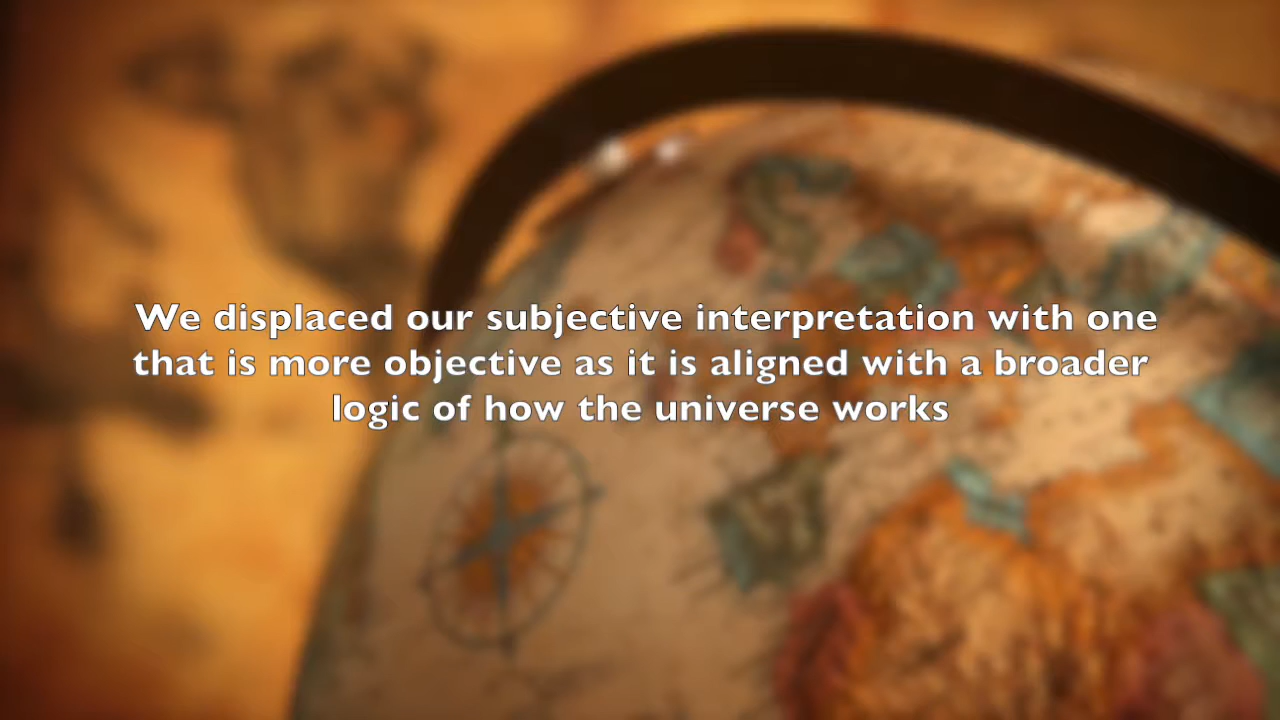 We displaced our subjective interpretation with one
that is more objective as it is aligned with a broader
logic of how the universe works